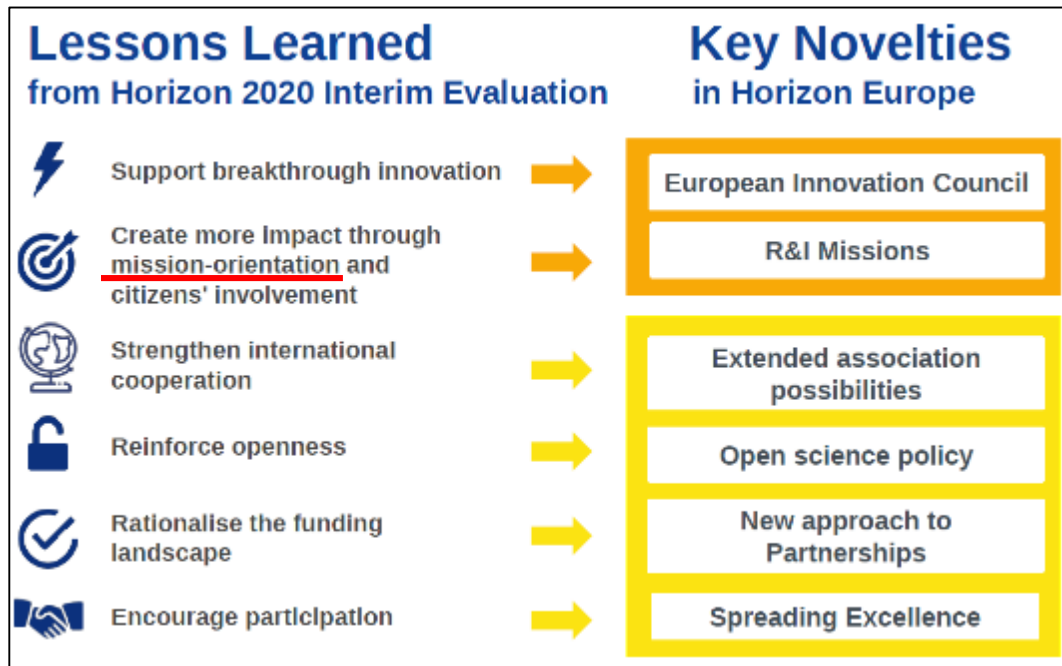 Lessons Learned
from Horizon 2020 Interim Evaluation
Key Novelties
in Horizon Europe
Support breakthrough innovation
European Innovation Council
Create more impact through
mission-orientation and
citizens' involvement
R&I Missions
Strengthen international
cooperation
Extended association
possibilities
Reinforce openness
Open science policy
Rationalise the funding
landscape
New approach to
Partnerships
Encourage participation
Spreading Excellence